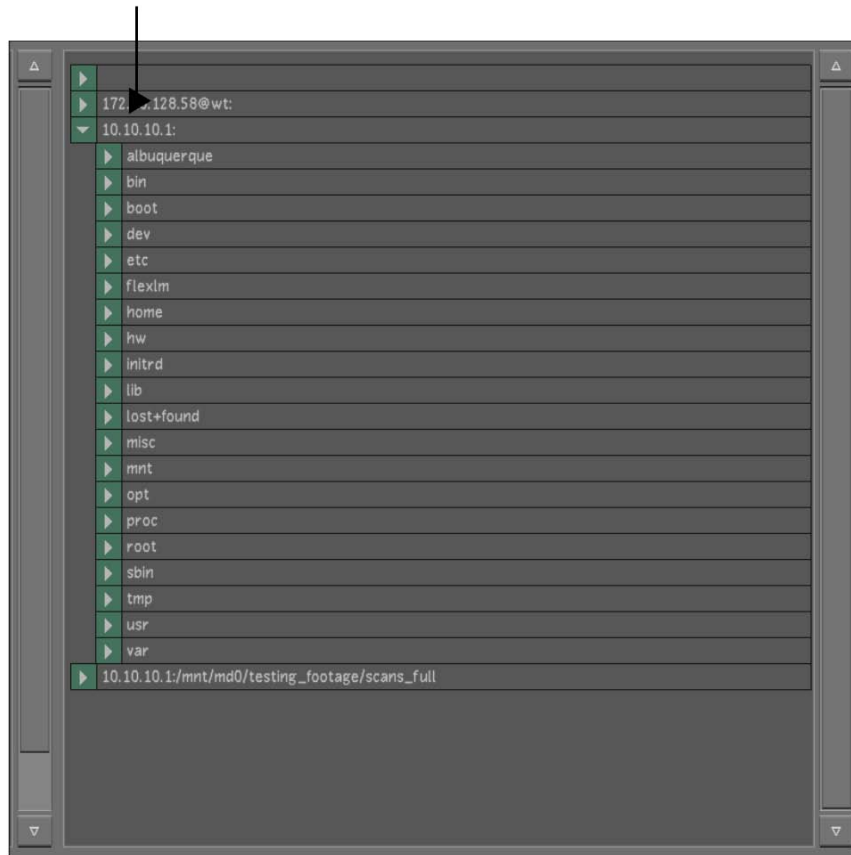 128.58@wt:
10.10.10.1:
albuquerque
bin
boot
dev
etc
flexlm
home
hw
initrd
lib
lost+found
misc
mnt
opt
proc
root
sbin
tmp
usr
var
10.10.10.1:/mnt/md0/testing_footage/scans_full